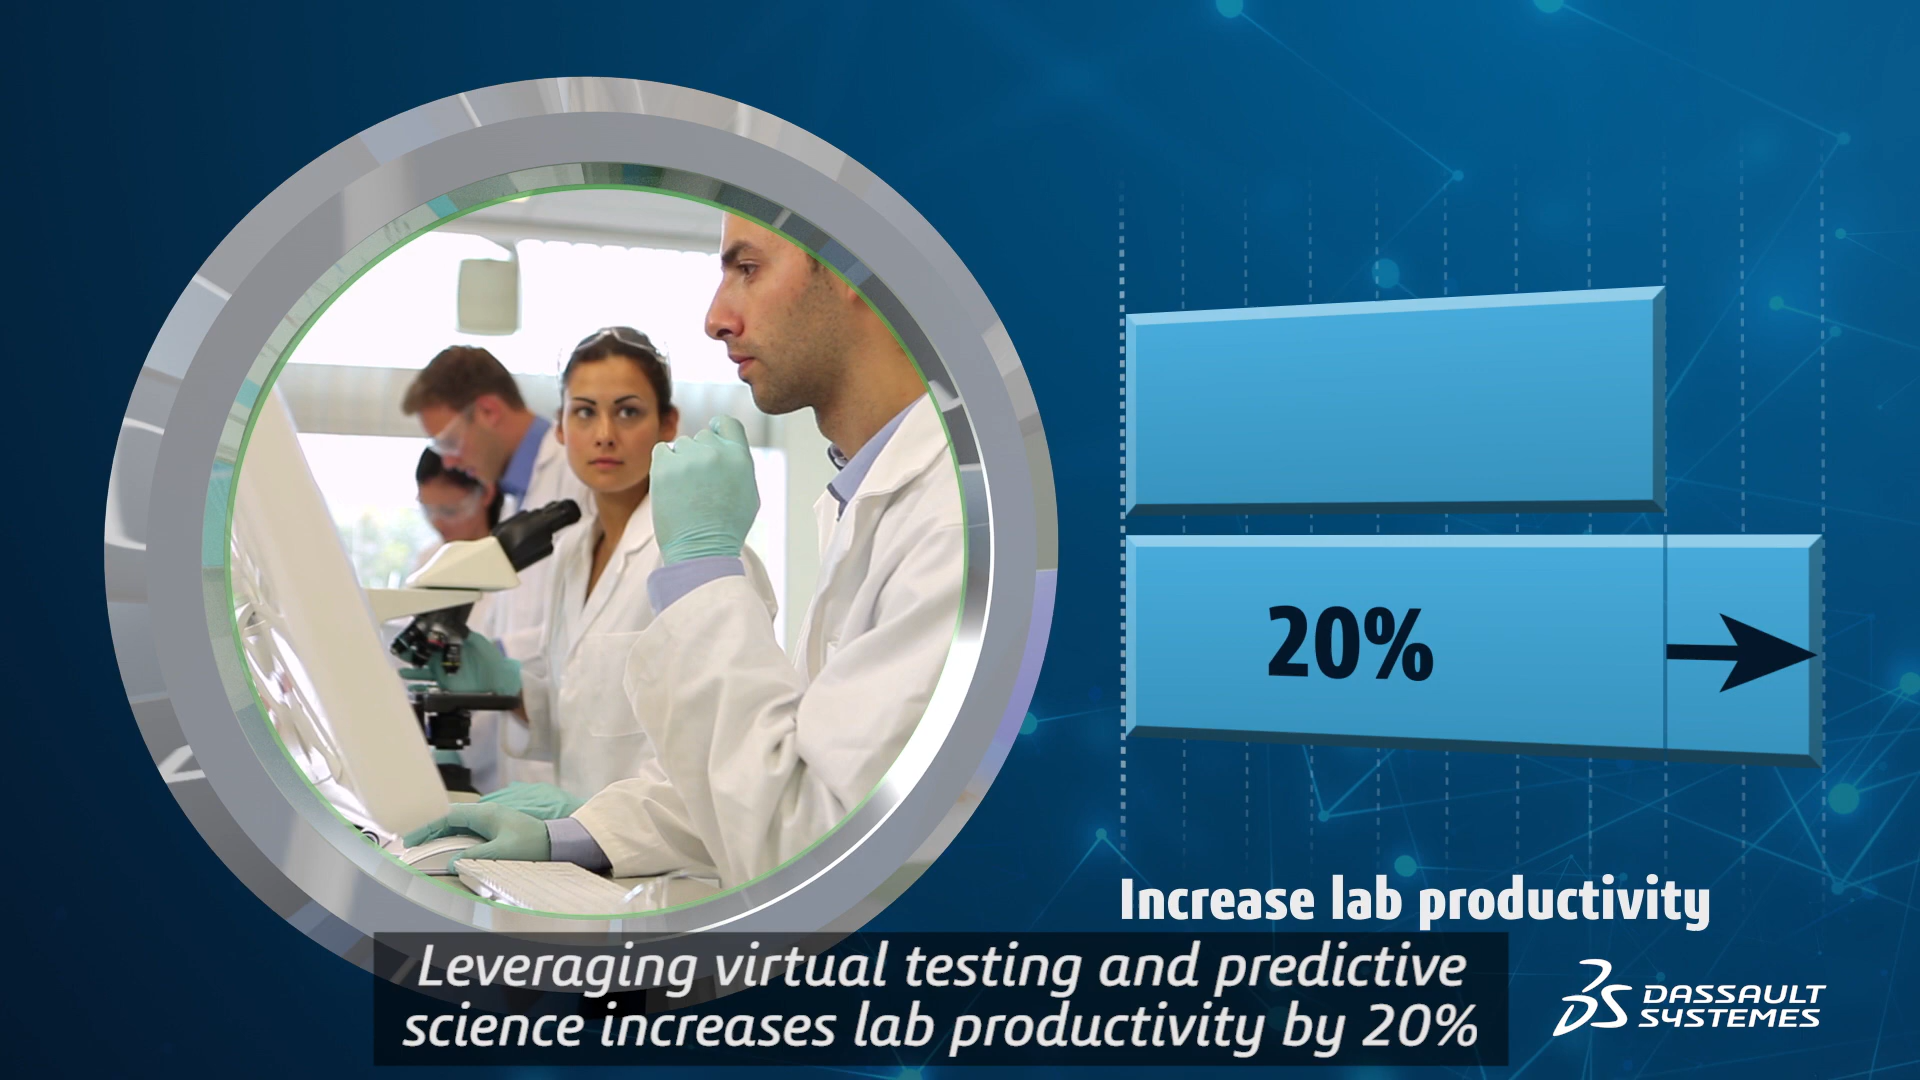 20%
Increase lab productivity
Leveraging virtual testing and predictive
science increases lab productivity by 20%
DASSAULT
SYSTEMES